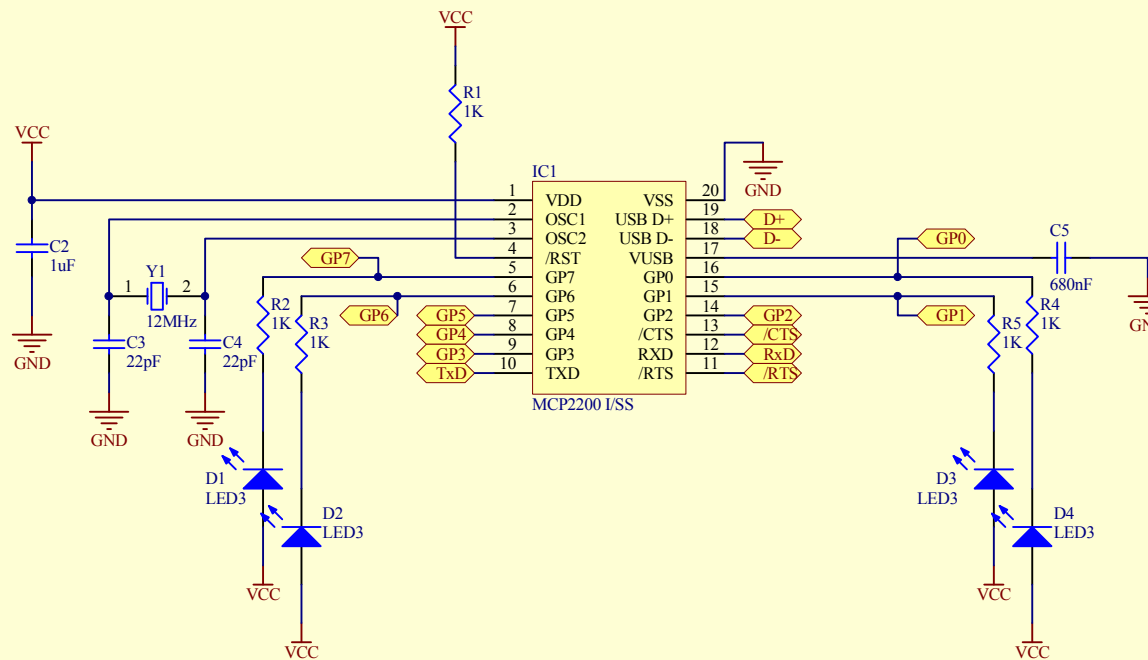 VCC
R1
1K
VCC
C2
1uF
GND
1
Y1
2
12MHz
C3
22pF
C4
22pF
GND
GND
IC1
1 VDD VSS 20
2 OSC1 USB D+ 19
3 OSC2 USB D- 18
4 /RST VUSB 17
5 GP7 GP0 16
6 GP6 GP1 15
7 GP5 GP2 14
8 GP4 /CTS 13
9 GP3 RXD 12
10 TXD /RTS 11
MCP2200 I/SS
GND
D+
D-
GP7
GP6
GP5
GP4
GP3
TxD
GP2
/CTS
RxD
/RTS
GP0
GP1
C5
680nF
GN
R2
1K
R3
1K
R4
1K
R5
1K
D1
LED3
D2
LED3
D3
LED3
D4
LED3
VCC
VCC
VCC
VCC